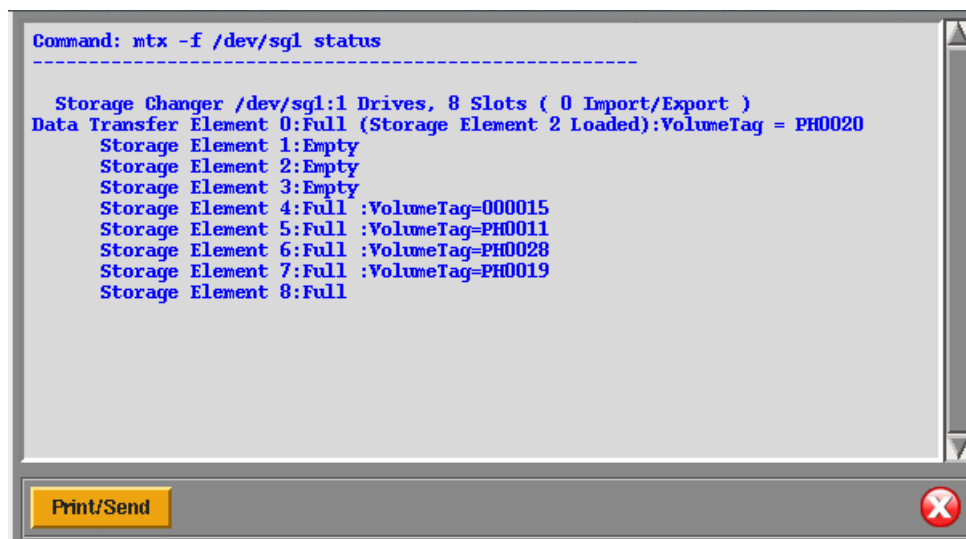 Command: mtx -f /dev/sg1 status
------------------------------------------------------
Storage Changer /dev/sg1:1 Drives, 8 Slots ( 0 Import/Export )
Data Transfer Element 0:Full (Storage Element 2 Loaded):VolumeTag = PH0020
Storage Element 1:Empty
Storage Element 2:Empty
Storage Element 3:Empty
Storage Element 4:Full :VolumeTag=000015
Storage Element 5:Full :VolumeTag=PH0011
Storage Element 6:Full :VolumeTag=PH0028
Storage Element 7:Full :VolumeTag=PH0019
Storage Element 8:Full
Print/Send